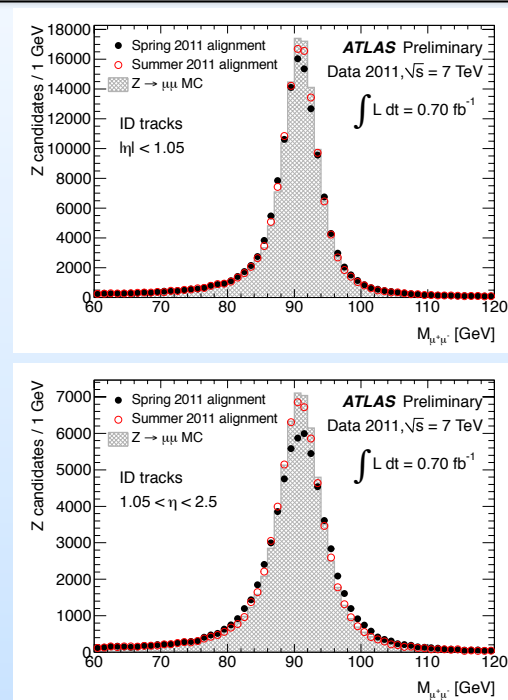 Z candidates / 1 GeV
18000
16000
14000
12000
10000
8000
6000
4000
2000
0
Spring 2011 alignment
Summer 2011 alignment
Z → μμ MC
ID tracks
|η| < 1.05
ATLAS Preliminary
Data 2011, √s = 7 TeV
∫ L dt = 0.70 fb⁻¹
60 70 80 90 100 110 120
M_μ⁺μ⁻ [GeV]
Z candidates / 1 GeV
7000
6000
5000
4000
3000
2000
1000
0
Spring 2011 alignment
Summer 2011 alignment
Z → μμ MC
ID tracks
1.05 < η < 2.5
ATLAS Preliminary
Data 2011, √s = 7 TeV
∫ L dt = 0.70 fb⁻¹
60 70 80 90 100 110 120
M_μ⁺μ⁻ [GeV]